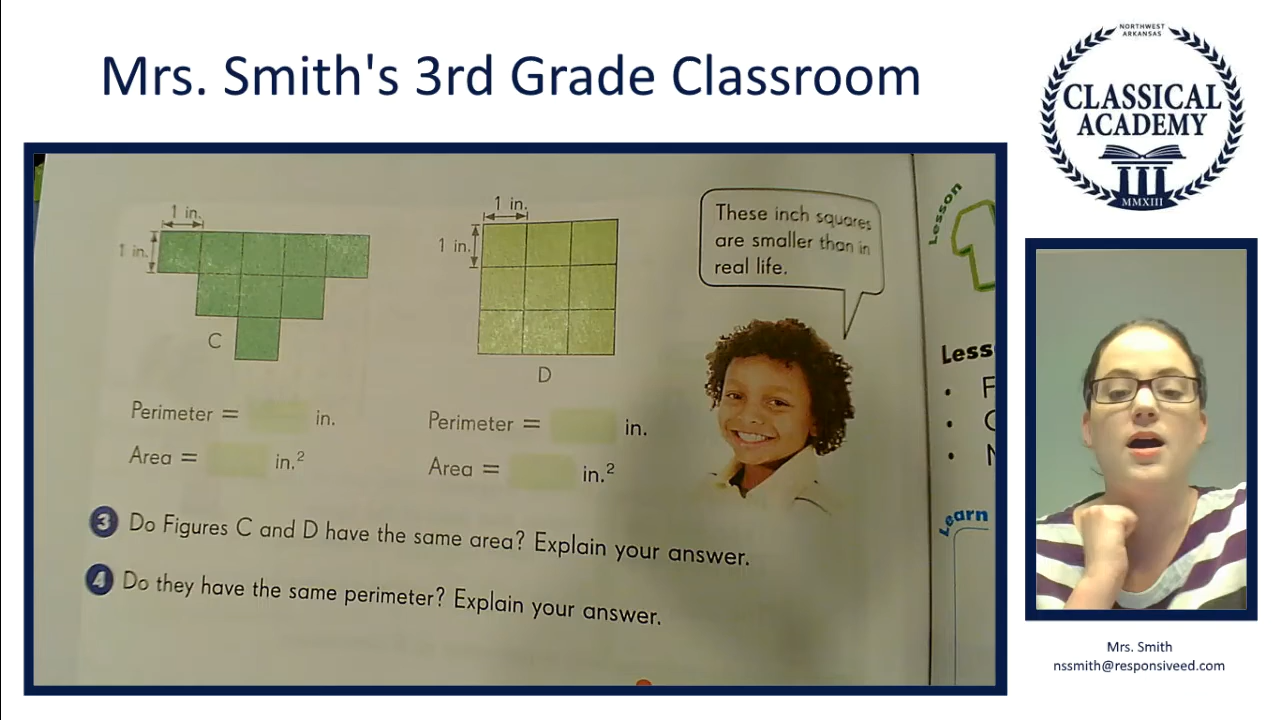 Mrs. Smith's 3rd Grade Classroom
NORTHWEST
ARKANSAS
CLASSICAL
ACADEMY
MMXIII
1 in.
1 in.
C
1 in.
1 in.
D
These inch squares
are smaller than in
real life.
Perimeter = in.
Area = in.²
Perimeter = in.
Area = in.²
3 Do Figures C and D have the same area? Explain your answer.
4 Do they have the same perimeter? Explain your answer.
Lesson
1
Less
• F
•
•
Learn
Mrs. Smith
nssmith@responsiveed.com